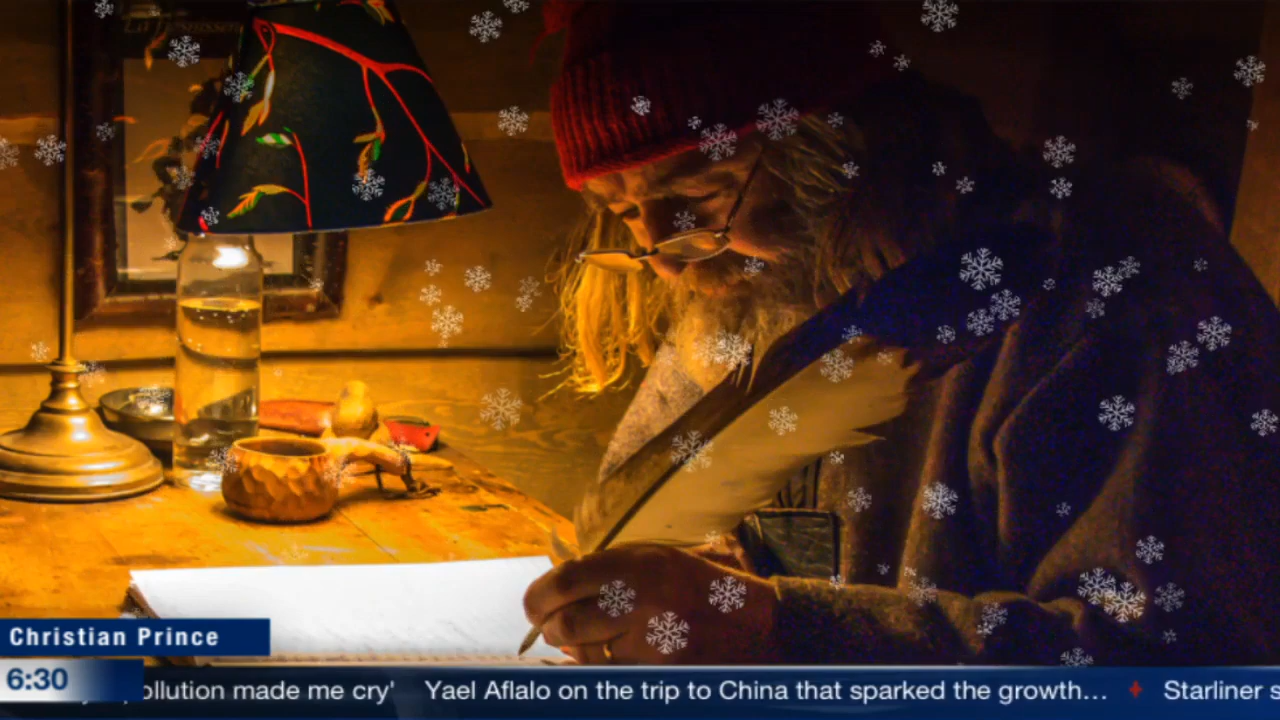 Christian Prince
6:30
ollution made me cry' Yael Aflalo on the trip to China that sparked the growth... Starliner s